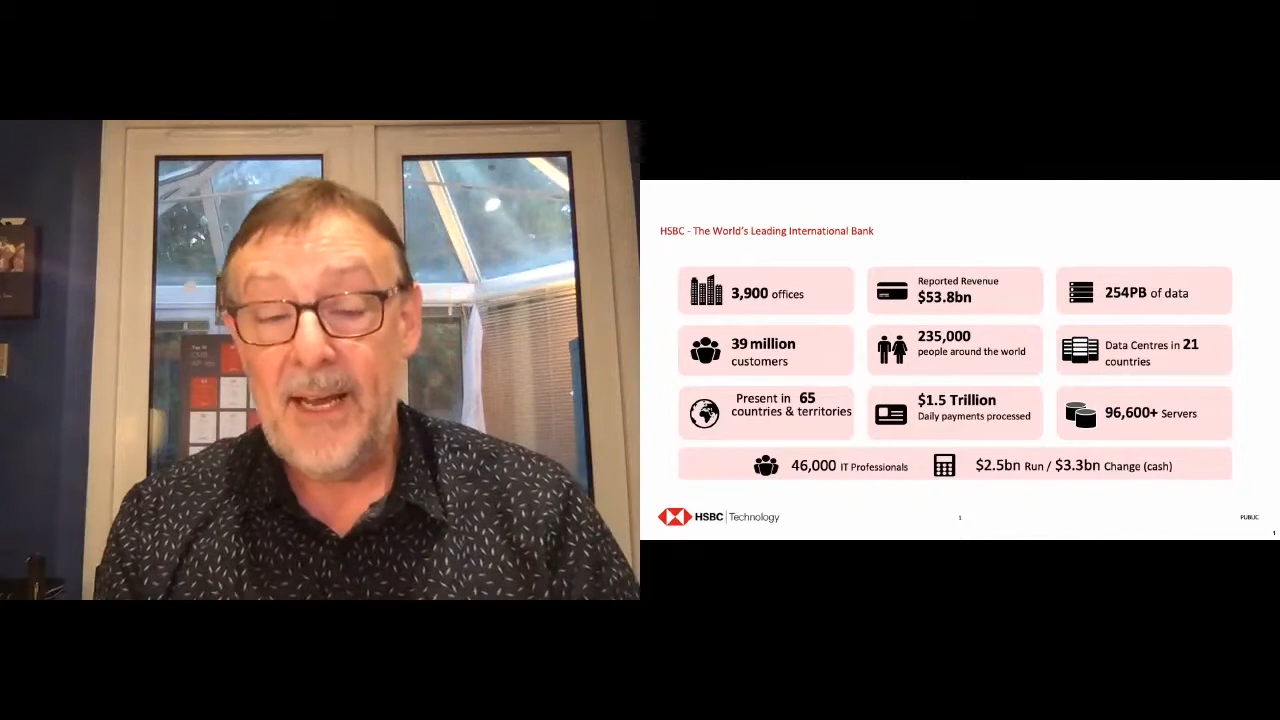 HSBC - The World's Leading International Bank
3,900 offices
Reported Revenue
$53.8bn
254PB of data
39 million
customers
235,000
people around the world
Data Centres in 21
countries
Present in 65
countries & territories
$1.5 Trillion
Daily payments processed
96,600+ Servers
46,000 IT Professionals
$2.5bn Run / $3.3bn Change (cash)
HSBC Technology
1
PUBLIC
1